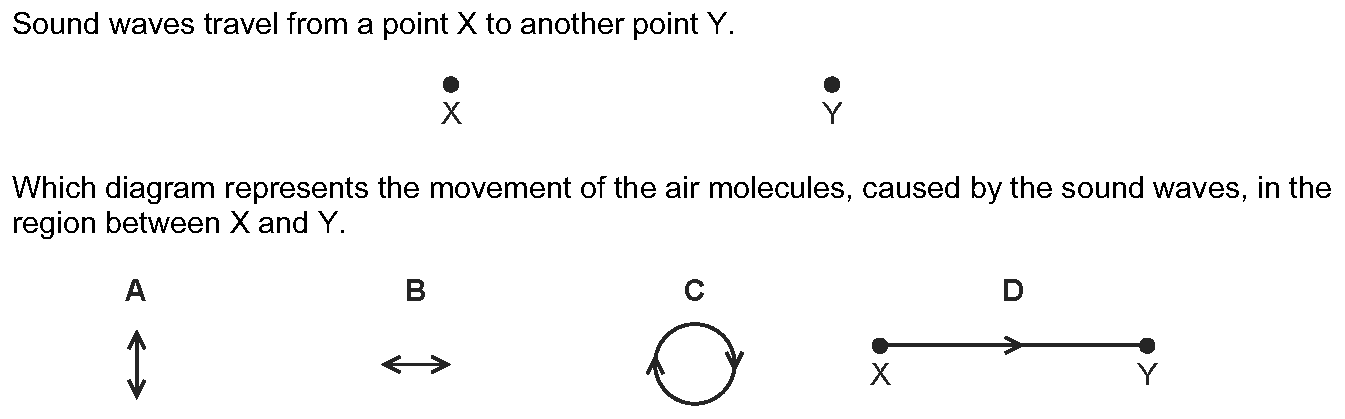 Sound waves travel from a point X to another point Y.
X Y
Which diagram represents the movement of the air molecules, caused by the sound waves, in the
region between X and Y.
A B C D
X Y